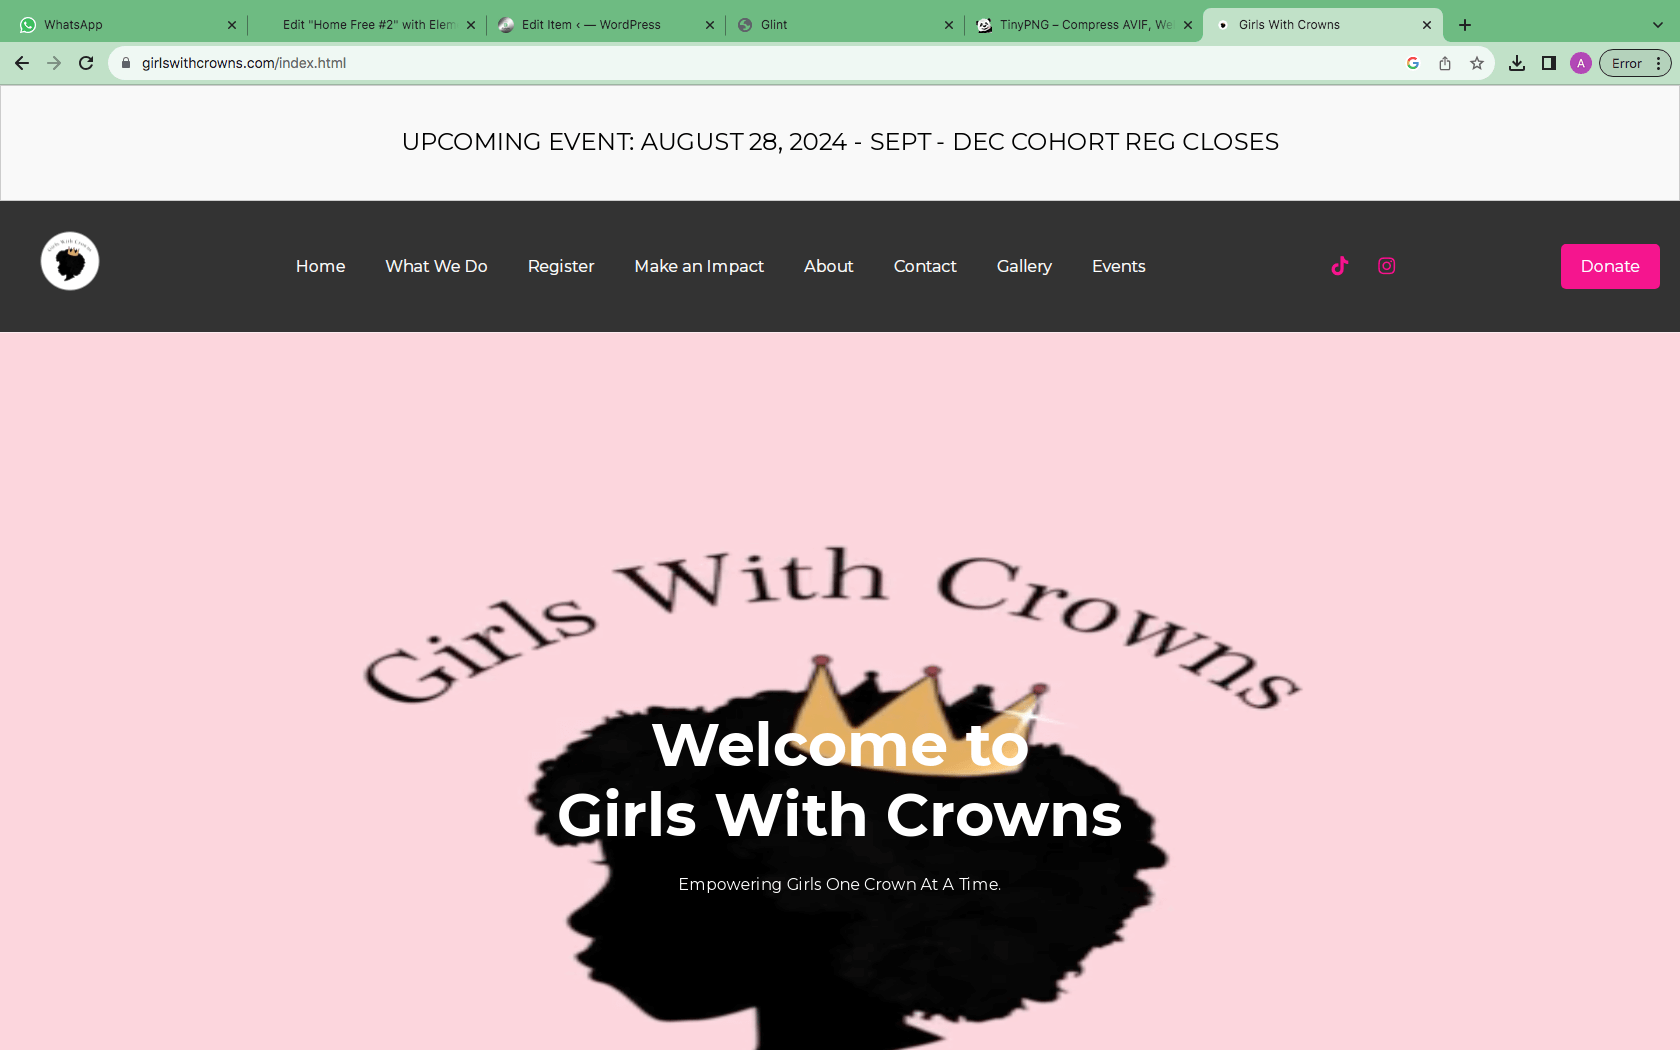 WhatsApp
Edit "Home Free #2" with Elem
Edit Item ‹ — WordPress
Glint
TinyPNG – Compress AVIF, We
Girls With Crowns
girlswithcrowns.com/index.html
A
Error
UPCOMING EVENT: AUGUST 28, 2024 - SEPT - DEC COHORT REG CLOSES
Girls With Crowns
Home
What We Do
Register
Make an Impact
About
Contact
Gallery
Events
Donate
Girls With Crowns
Welcome to
Girls With Crowns
Empowering Girls One Crown At A Time.